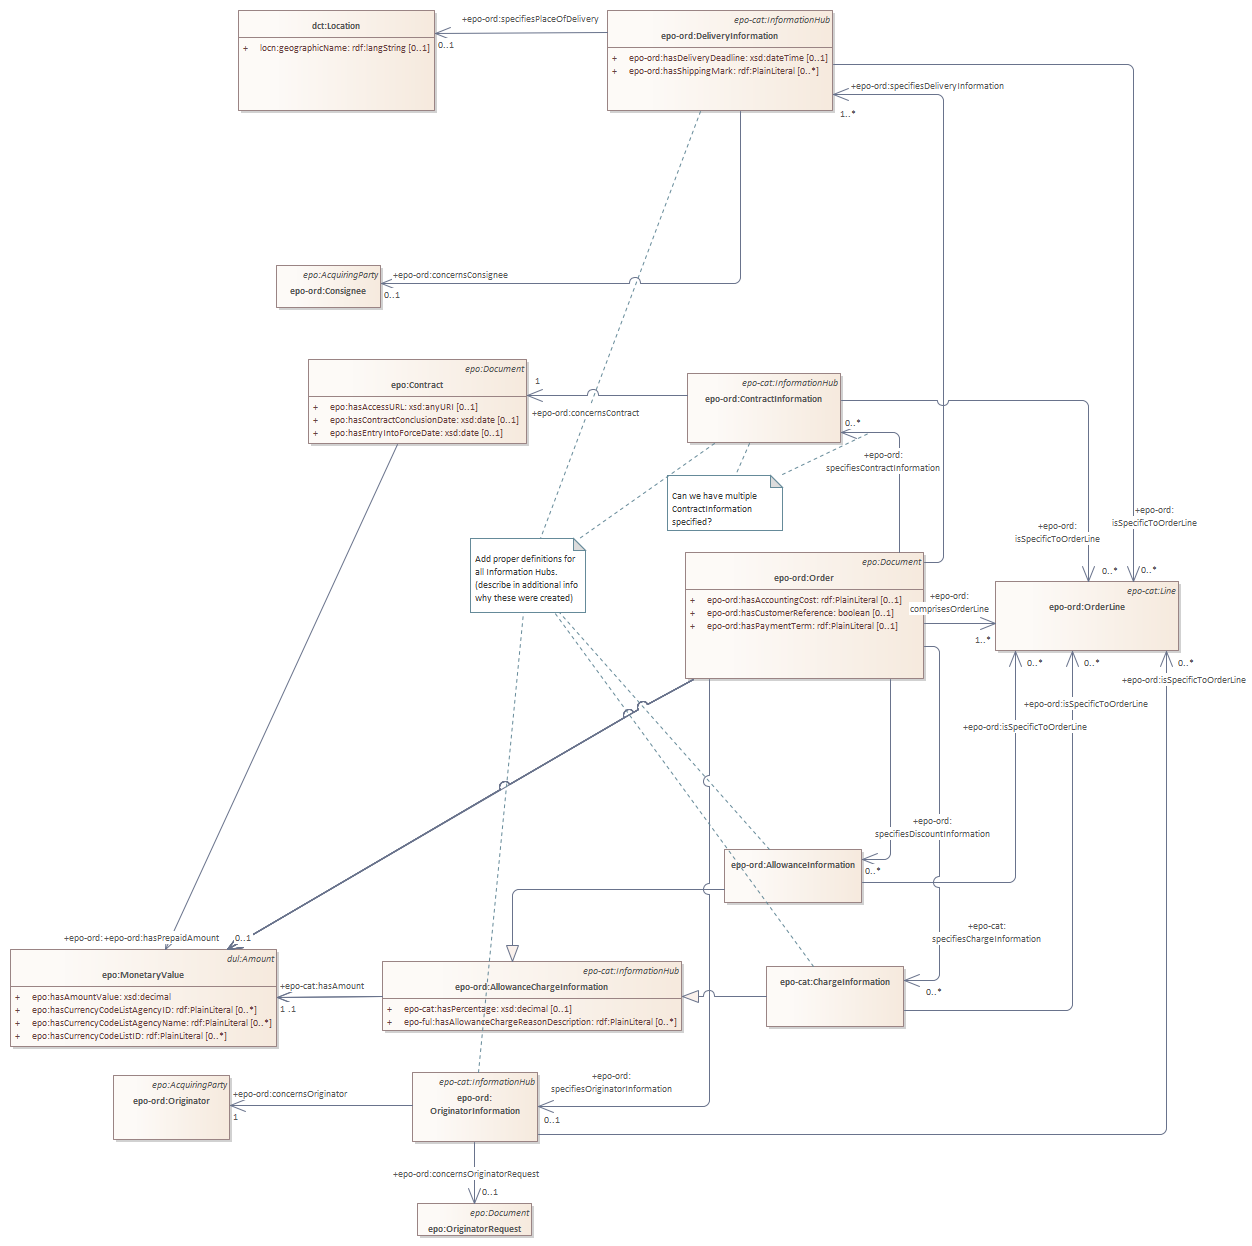 dct:Location
+ locn:geographicName: rdf:langString [0..1]
+epo-ord:specifiesPlaceOfDelivery
0..1
epo-cat:InformationHub
epo-ord:DeliveryInformation
+ epo-ord:hasDeliveryDeadline: xsd:dateTime [0..1]
+ epo-ord:hasShippingMark: rdf:PlainLiteral [0..*]
+epo-ord:specifiesDeliveryInformation
1..*
epo:AcquiringParty
epo-ord:Consignee
+epo-ord:concernsConsignee
0..1
epo:Document
epo:Contract
+ epo:hasAccessURL: xsd:anyURI [0..1]
+ epo:hasContractConclusionDate: xsd:date [0..1]
+ epo:hasEntryIntoForceDate: xsd:date [0..1]
1
+epo-ord:concernsContract
epo-cat:InformationHub
epo-ord:ContractInformation
0..*
+epo-ord:
specifiesContractInformation
Can we have multiple
ContractInformation
specified?
+epo-ord:
isSpecificToOrderLine
0..*
+epo-ord:
isSpecificToOrderLine
0..*
Add proper definitions for
all Information Hubs.
(describe in additional info
why these were created)
epo:Document
epo-ord:Order
+ epo-ord:hasAccountingCost: rdf:PlainLiteral [0..1]
+ epo-ord:hasCustomerReference: boolean [0..1]
+ epo-ord:hasPaymentTerm: rdf:PlainLiteral [0..1]
+epo-ord:
comprisesOrderLine
1..*
epo-cat:Line
epo-ord:OrderLine
0..*
0..*
0..*
+epo-ord:isSpecificToOrderLine
+epo-ord:isSpecificToOrderLine
+epo-ord:isSpecificToOrderLine
+epo-ord:
specifiesDiscountInformation
0..*
epo-ord:AllowanceInformation
+epo-cat:
specifiesChargeInformation
0..*
epo-cat:ChargeInformation
+epo-ord:+epo-ord:hasPrepaidAmount
0..1
dul:Amount
epo:MonetaryValue
+ epo:hasAmountValue: xsd:decimal
+ epo:hasCurrencyCodeListAgencyID: rdf:PlainLiteral [0..*]
+ epo:hasCurrencyCodeListAgencyName: rdf:PlainLiteral [0..*]
+ epo:hasCurrencyCodeListID: rdf:PlainLiteral [0..*]
+epo-cat:hasAmount
1 .1
epo-cat:InformationHub
epo-ord:AllowanceChargeInformation
+ epo-cat:hasPercentage: xsd:decimal [0..1]
+ epo-ful:hasAllowanceChargeReasonDescription: rdf:PlainLiteral [0..*]
epo:AcquiringParty
epo-ord:Originator
+epo-ord:concernsOriginator
1
epo-cat:InformationHub
epo-ord:
OriginatorInformation
+epo-ord:
specifiesOriginatorInformation
0..1
+epo-ord:concernsOriginatorRequest
0..1
epo:Document
epo:OriginatorRequest